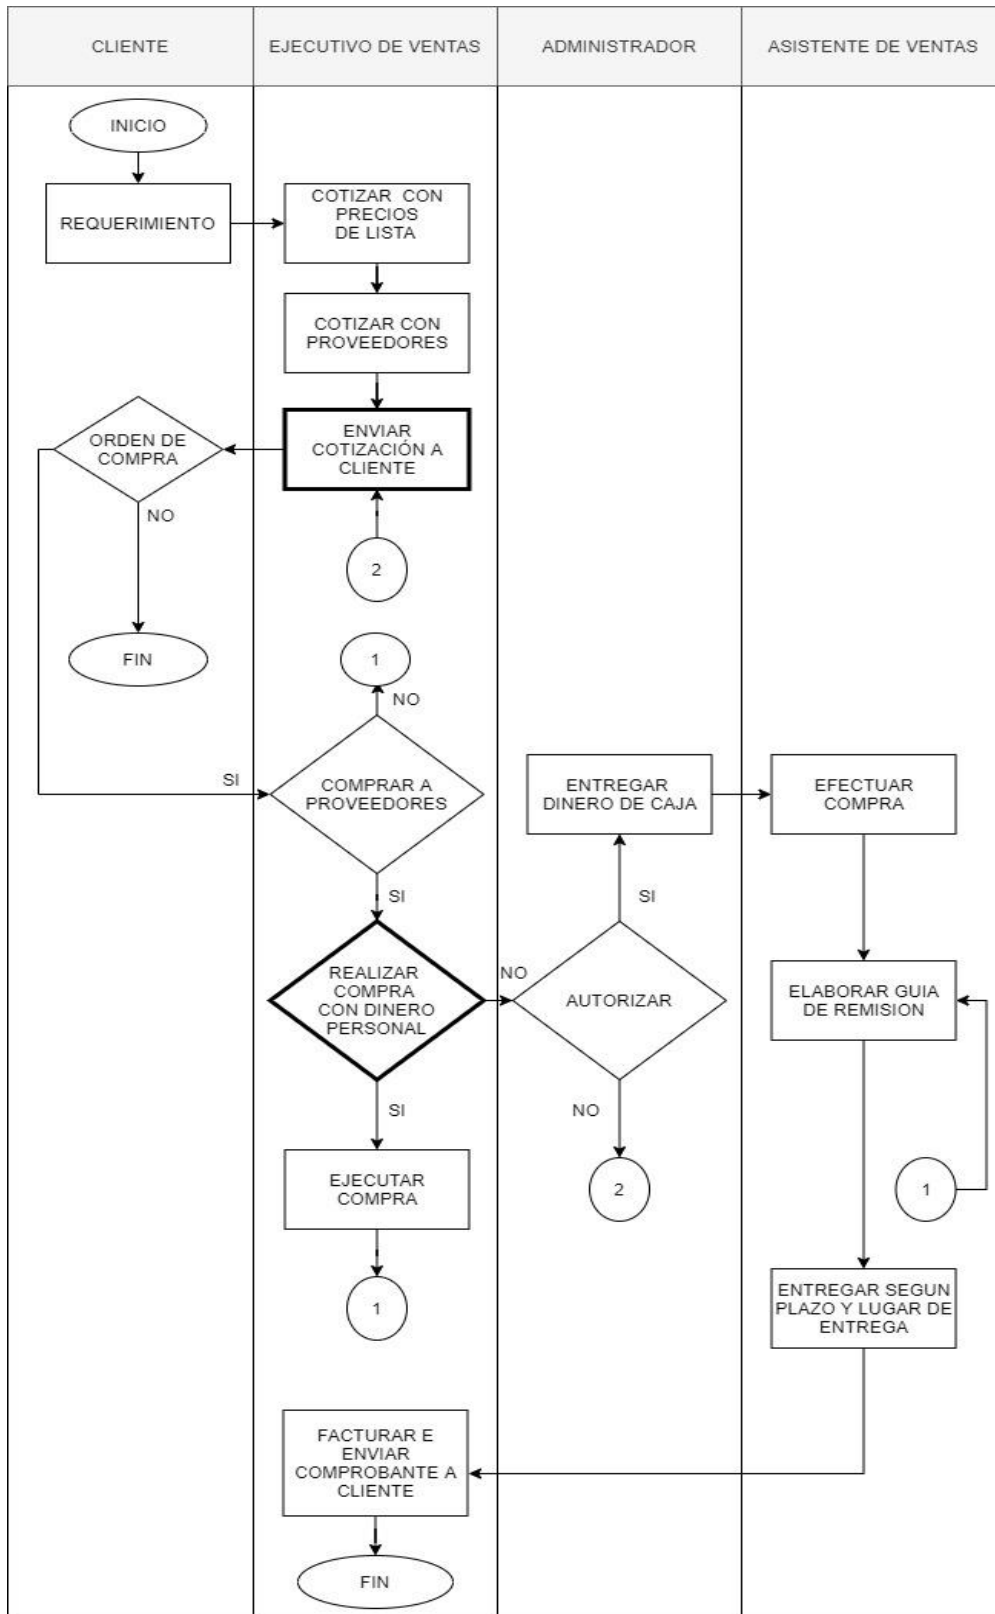 CLIENTE
EJECUTIVO DE VENTAS
ADMINISTRADOR
ASISTENTE DE VENTAS
INICIO
REQUERIMIENTO
COTIZAR CON
PRECIOS
DE LISTA
COTIZAR CON
PROVEEDORES
ORDEN DE
COMPRA
ENVIAR
COTIZACIÓN A
CLIENTE
NO
2
FIN
1
NO
SI
COMPRAR A
PROVEEDORES
ENTREGAR
DINERO DE CAJA
EFECTUAR
COMPRA
SI
SI
REALIZAR
COMPRA
CON DINERO
PERSONAL
NO
AUTORIZAR
ELABORAR GUIA
DE REMISION
SI
NO
EJECUTAR
COMPRA
2
1
1
ENTREGAR SEGUN
PLAZO Y LUGAR DE
ENTREGA
FACTURAR E
ENVIAR
COMPROBANTE A
CLIENTE
FIN